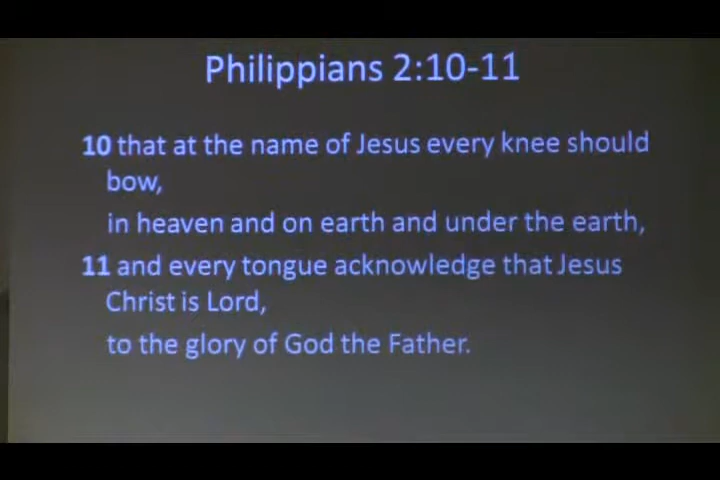 Philippians 2:10-11
10 that at the name of Jesus every knee should
bow,
in heaven and on earth and under the earth,
11 and every tongue acknowledge that Jesus
Christ is Lord,
to the glory of God the Father.